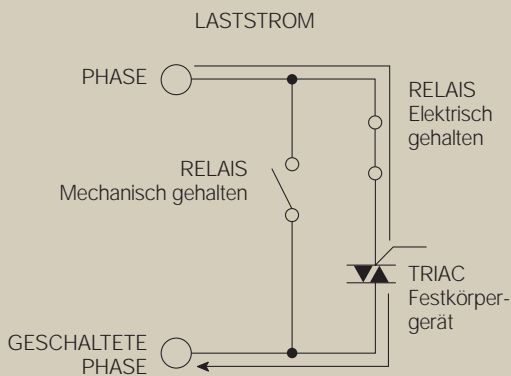 LASTSTROM
PHASE
RELAIS
Elektrisch
gehalten
RELAIS
Mechanisch gehalten
TRIAC
Festkörper-
gerät
GESCHALTETE
PHASE